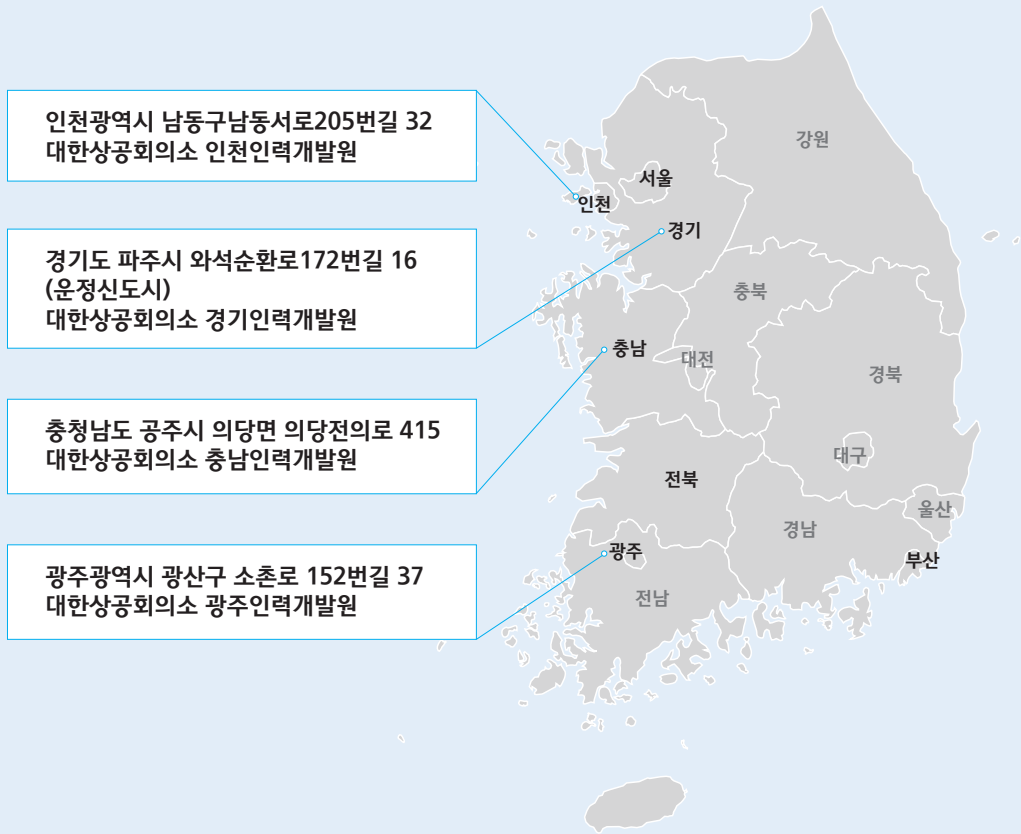 인천광역시 남동구남동서로205번길 32
대한상공회의소 인천인력개발원
경기도 파주시 와석순환로172번길 16
(운정신도시)
대한상공회의소 경기인력개발원
충청남도 공주시 의당면 의당전의로 415
대한상공회의소 충남인력개발원
광주광역시 광산구 소촌로 152번길 37
대한상공회의소 광주인력개발원
강원
서울
인천
경기
충북
충남
대전
경북
대구
전북
울산
경남
광주
부산
전남